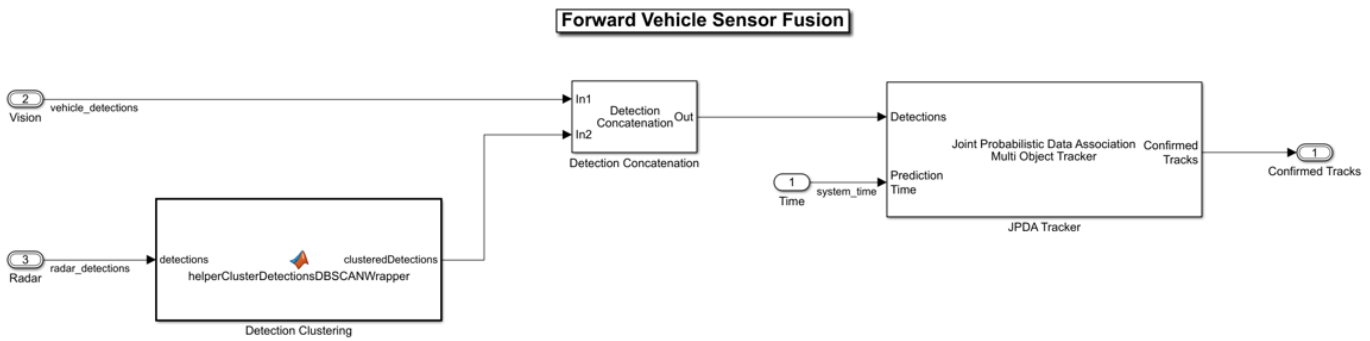 Forward Vehicle Sensor Fusion
2
Vision
vehicle_detections
In1
In2
Detection
Concatenation
Out
Detection Concatenation
3
Radar
radar_detections
detections
helperClusterDetectionsDBSCANWrapper
clusteredDetections
Detection Clustering
1
Time
system_time
Detections
Prediction
Time
Joint Probabilistic Data Association
Multi Object Tracker
Confirmed
Tracks
JPDA Tracker
1
Confirmed Tracks